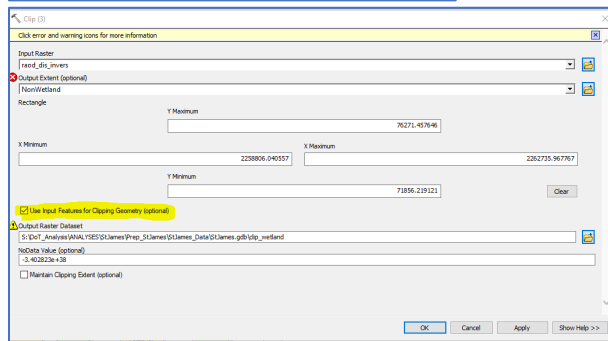 Clip (3)
Click error and warning icons for more information
Input Raster
raod_dis_invers
Output Extent (optional)
NonWetland
Rectangle
Y Maximum
76271.457646
X Minimum
X Maximum
2258806.040557
2262735.967767
Y Minimum
71856.219121
Clear
Use Input Features for Clipping Geometry (optional)
Output Raster Dataset
S:\DoT_Analysis\ANALYSES\StJames\Prep_StJames\StJames_Data\StJames.gdb\clip_wetland
NoData Value (optional)
-3.402823e+38
Maintain Clipping Extent (optional)
OK
Cancel
Apply
Show Help >>